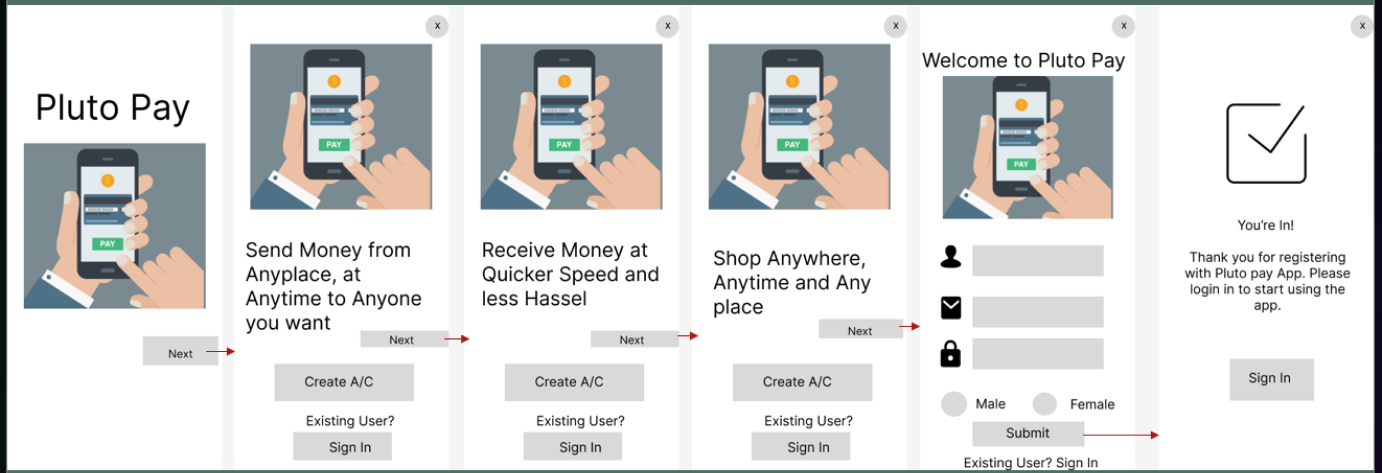 Pluto Pay
PAY
Next
x
PAY
Send Money from
Anyplace, at
Anytime to Anyone
you want
Next
Create A/C
Existing User?
Sign In
x
PAY
Receive Money at
Quicker Speed and
less Hassel
Next
Create A/C
Existing User?
Sign In
x
PAY
Shop Anywhere,
Anytime and Any
place
Next
Create A/C
Existing User?
Sign In
x
Welcome to Pluto Pay
PAY
Male Female
Submit
Existing User? Sign In
x
You're In!
Thank you for registering
with Pluto pay App. Please
login in to start using the
app.
Sign In